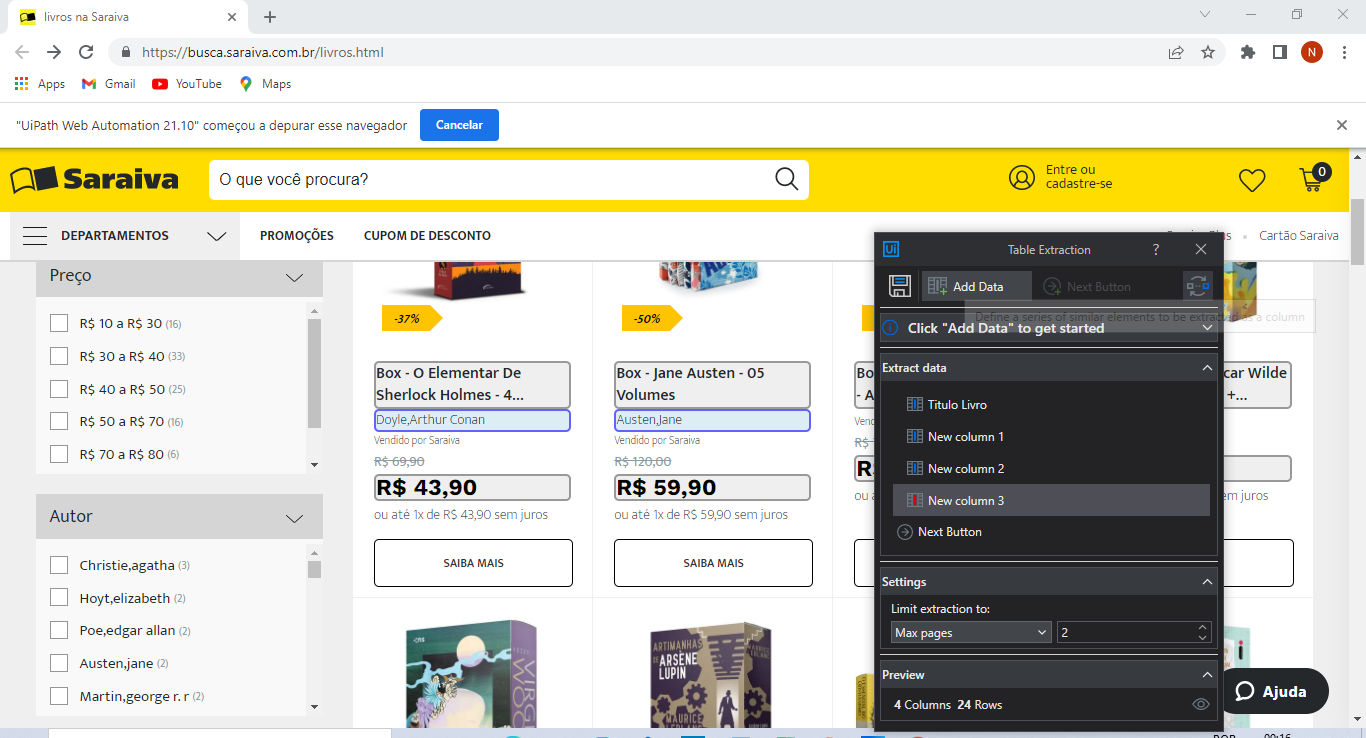 livros na Saraiva
https://busca.saraiva.com.br/livros.html
N
Apps Gmail YouTube Maps
"UiPath Web Automation 21.10" começou a depurar esse navegador Cancelar
Saraiva
O que você procura?
Entre ou
cadastre-se
0
DEPARTAMENTOS PROMOÇÕES CUPOM DE DESCONTO
Cartão Saraiva
Preço
R$ 10 a R$ 30 (16)
R$ 30 a R$ 40 (33)
R$ 40 a R$ 50 (25)
R$ 50 a R$ 70 (16)
R$ 70 a R$ 80 (6)
Autor
Christie,agatha (3)
Hoyt,elizabeth (2)
Poe,edgar allan (2)
Austen,jane (2)
Martin,george r. r (2)
-37%
Box - O Elementar De
Sherlock Holmes - 4...
Doyle,Arthur Conan
Vendido por Saraiva
R$ 69,90
R$ 43,90
ou até 1x de R$ 43,90 sem juros
SAIBA MAIS
-50%
Box - Jane Austen - 05
Volumes
Austen,Jane
Vendido por Saraiva
R$ 120,00
R$ 59,90
ou até 1x de R$ 59,90 sem juros
SAIBA MAIS
Bo
- A
Vend
R$
R$
ou a
car Wilde
+...
em juros
ARTIMANHAS
DE ARSÈNE
LUPIN
MAURICE
LEBLANC
Ui Table Extraction ?
Add Data Next Button
Define a series of similar elements to be extracted as a column
Click "Add Data" to get started
Extract data
Titulo Livro
New column 1
New column 2
New column 3
Next Button
Settings
Limit extraction to:
Max pages 2
Preview
4 Columns 24 Rows
Ajuda
POR 00:16